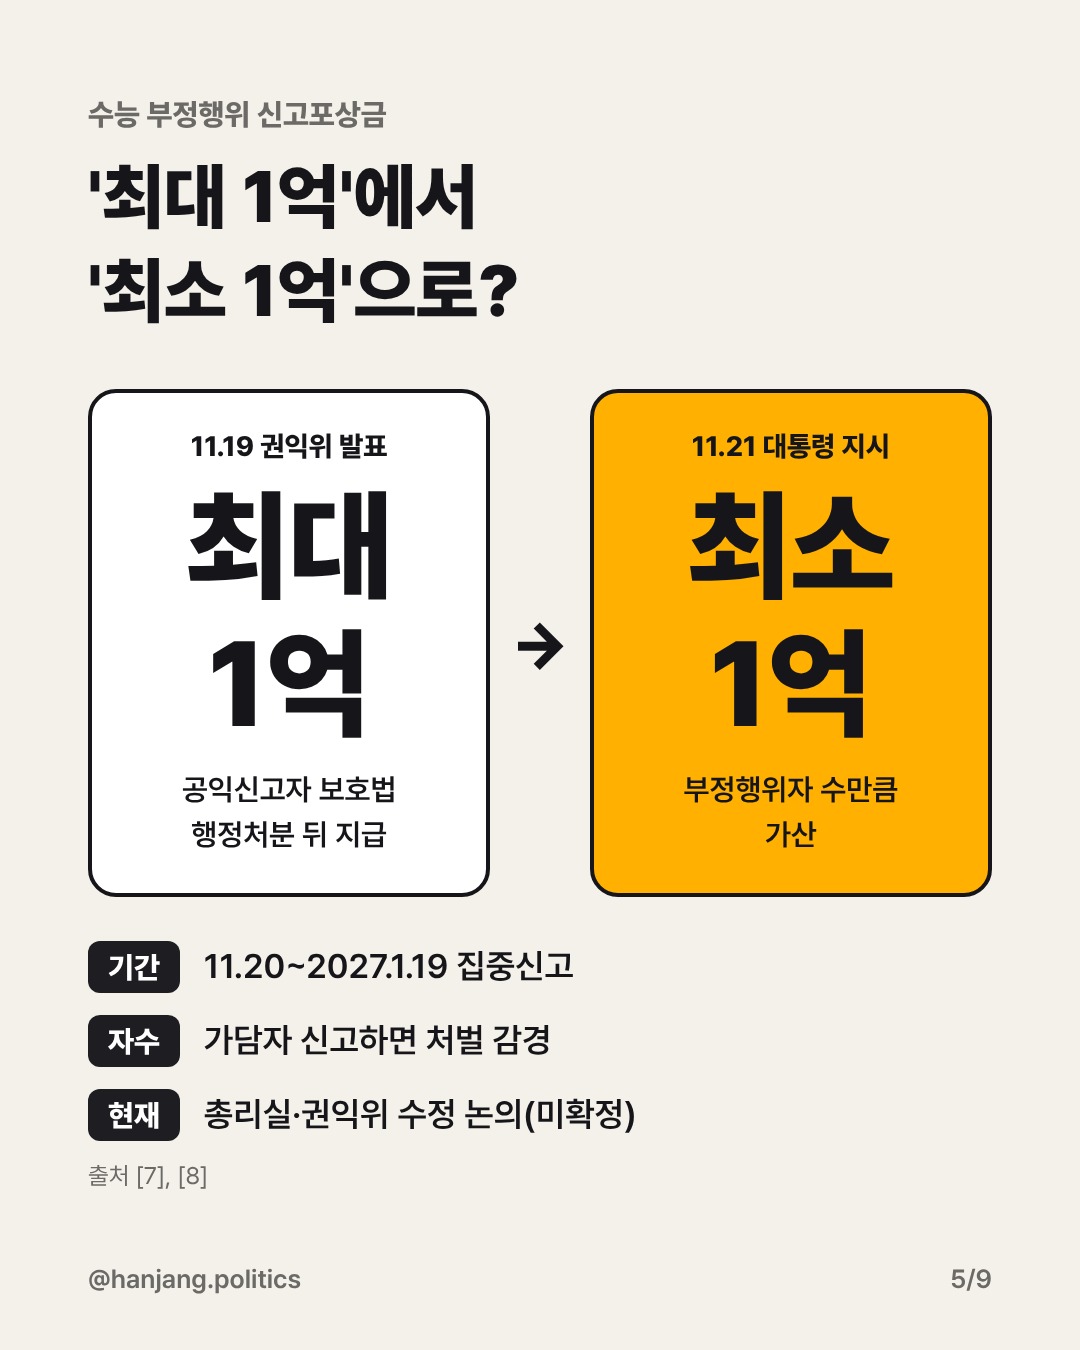 수능 부정행위 신고포상금
'최대 1억'에서
'최소 1억'으로?
11.19 권익위 발표
최대
1억
공익신고자 보호법
행정처분 뒤 지급
→
11.21 대통령 지시
최소
1억
부정행위자 수만큼
가산
기간 11.20~2027.1.19 집중신고
자수 가담자 신고하면 처벌 감경
현재 총리실·권익위 수정 논의(미확정)
출처 [7], [8]
@hanjang.politics
5/9